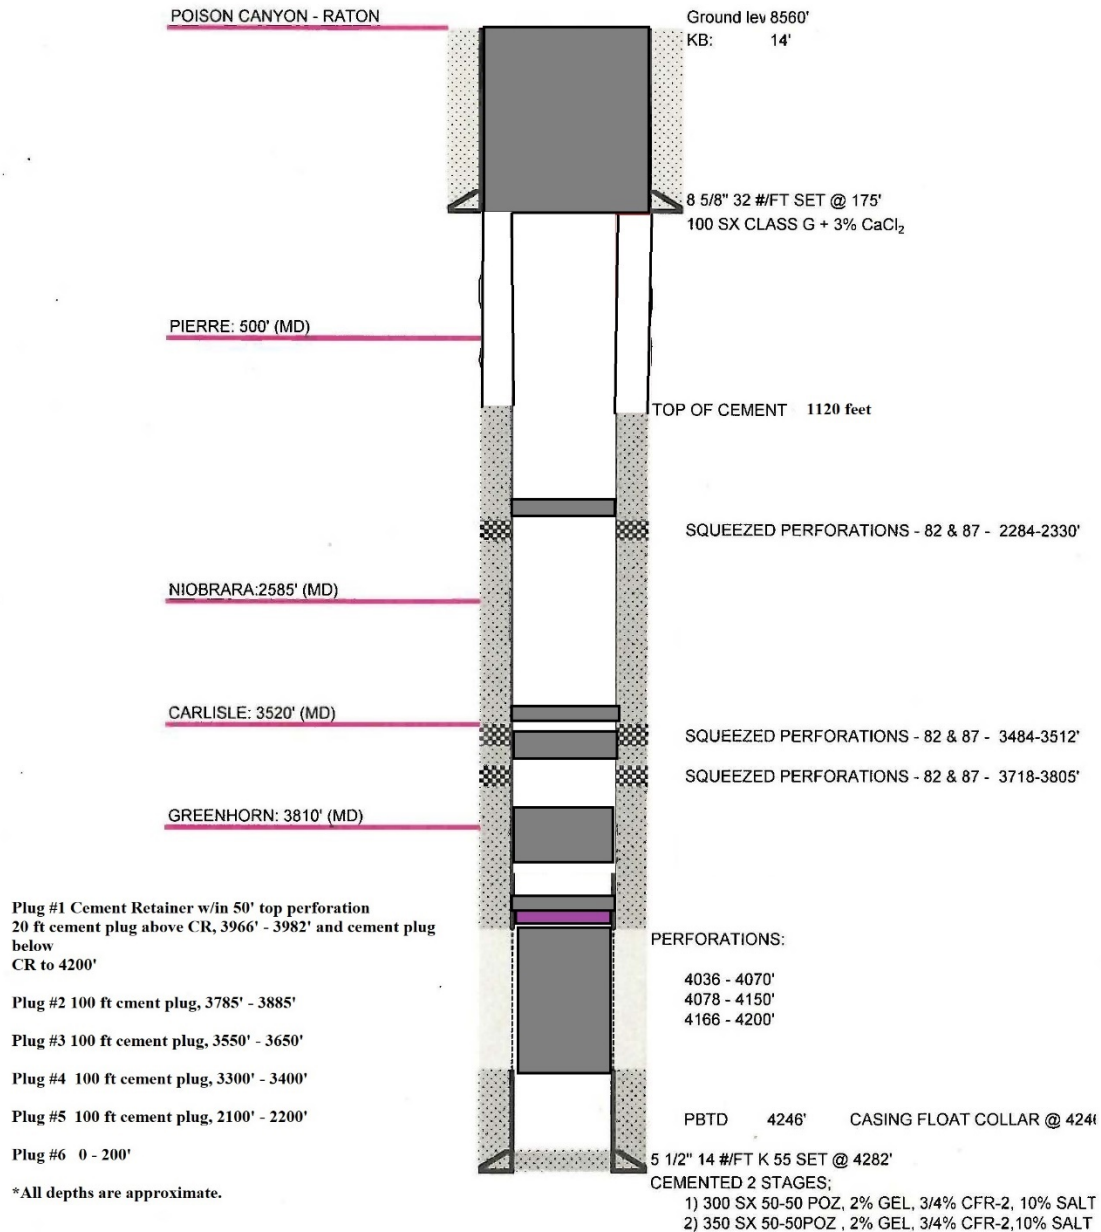 POISON CANYON - RATON
Ground lev 8560'
KB: 14'
8 5/8" 32 #/FT SET @ 175'
100 SX CLASS G + 3% CaCl₂
PIERRE: 500' (MD)
TOP OF CEMENT 1120 feet
SQUEEZED PERFORATIONS - 82 & 87 - 2284-2330'
NIOBRARA:2585' (MD)
CARLISLE: 3520' (MD)
SQUEEZED PERFORATIONS - 82 & 87 - 3484-3512'
SQUEEZED PERFORATIONS - 82 & 87 - 3718-3805'
GREENHORN: 3810' (MD)
Plug #1 Cement Retainer w/in 50' top perforation
20 ft cement plug above CR, 3966' - 3982' and cement plug
below
CR to 4200'
Plug #2 100 ft cment plug, 3785' - 3885'
Plug #3 100 ft cement plug, 3550' - 3650'
Plug #4 100 ft cement plug, 3300' - 3400'
Plug #5 100 ft cement plug, 2100' - 2200'
Plug #6 0 - 200'
*All depths are approximate.
PERFORATIONS:
4036 - 4070'
4078 - 4150'
4166 - 4200'
PBTD 4246' CASING FLOAT COLLAR @ 424
5 1/2" 14 #/FT K 55 SET @ 4282'
CEMENTED 2 STAGES;
1) 300 SX 50-50 POZ, 2% GEL, 3/4% CFR-2, 10% SALT
2) 350 SX 50-50POZ , 2% GEL, 3/4% CFR-2,10% SALT